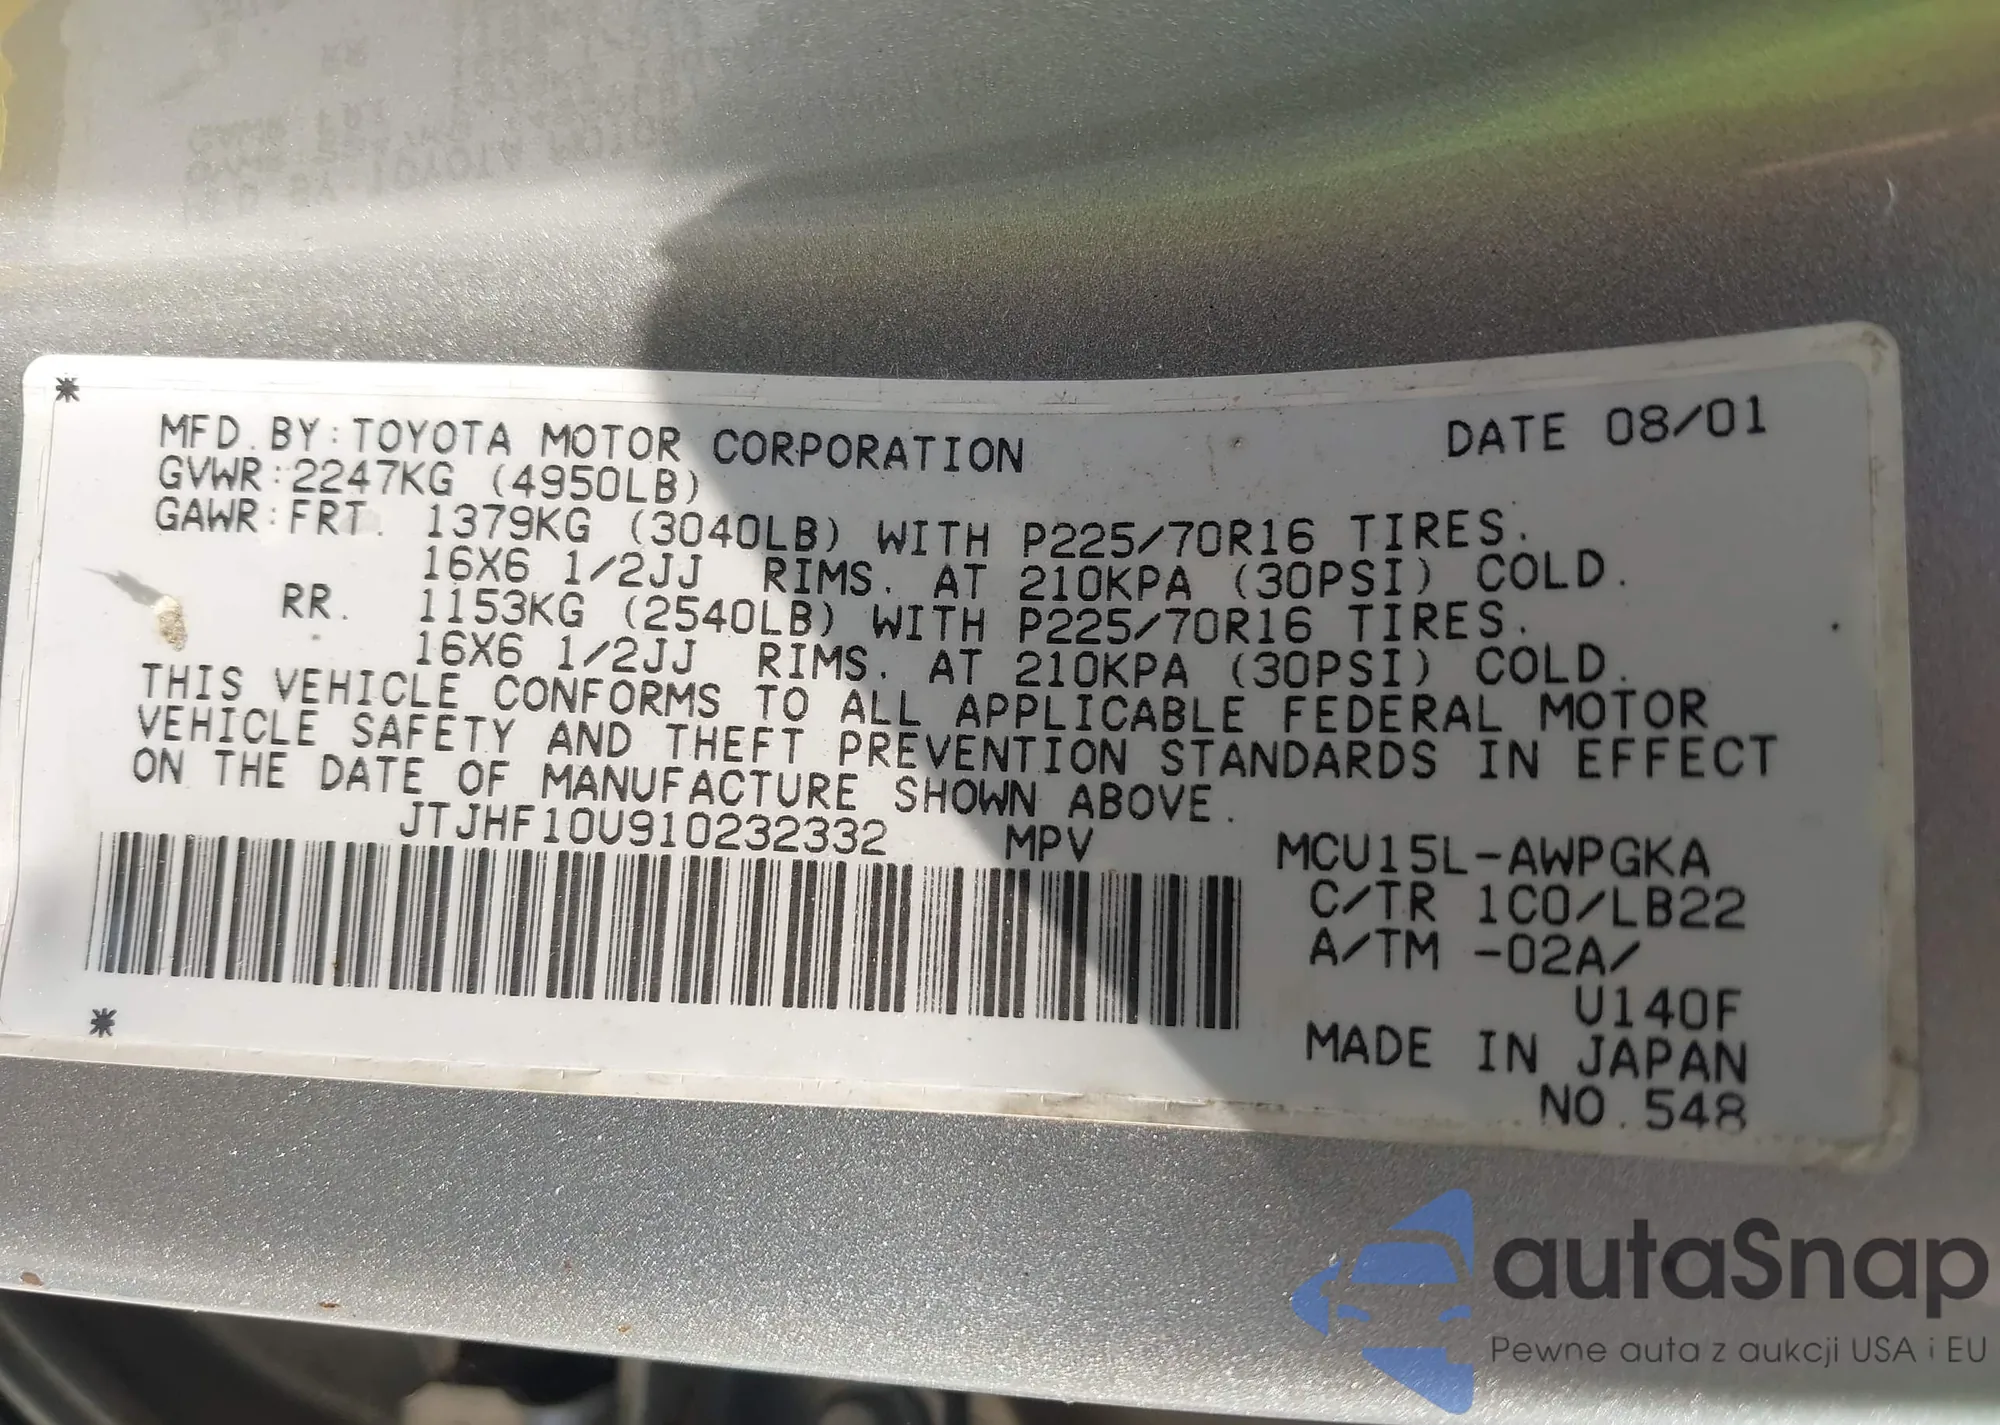 MFD. BY: TOYOTA MOTOR CORPORATION DATE 08/01
GVWR: 2247KG (4950LB)
GAWR: FRT. 1379KG (3040LB) WITH P225/70R16 TIRES.
16X6 1/2JJ RIMS. AT 210KPA (30PSI) COLD.
RR. 1153KG (2540LB) WITH P225/70R16 TIRES.
16X6 1/2JJ RIMS. AT 210KPA (30PSI) COLD.
THIS VEHICLE CONFORMS TO ALL APPLICABLE FEDERAL MOTOR
VEHICLE SAFETY AND THEFT PREVENTION STANDARDS IN EFFECT
ON THE DATE OF MANUFACTURE SHOWN ABOVE.
JTJHF10U910232332 MPV MCU15L-AWPGKA
C/TR 1C0/LB22
A/TM -02A/
U140F
MADE IN JAPAN
NO.548
autaSnap
Pewne auta z aukcji USA i EU